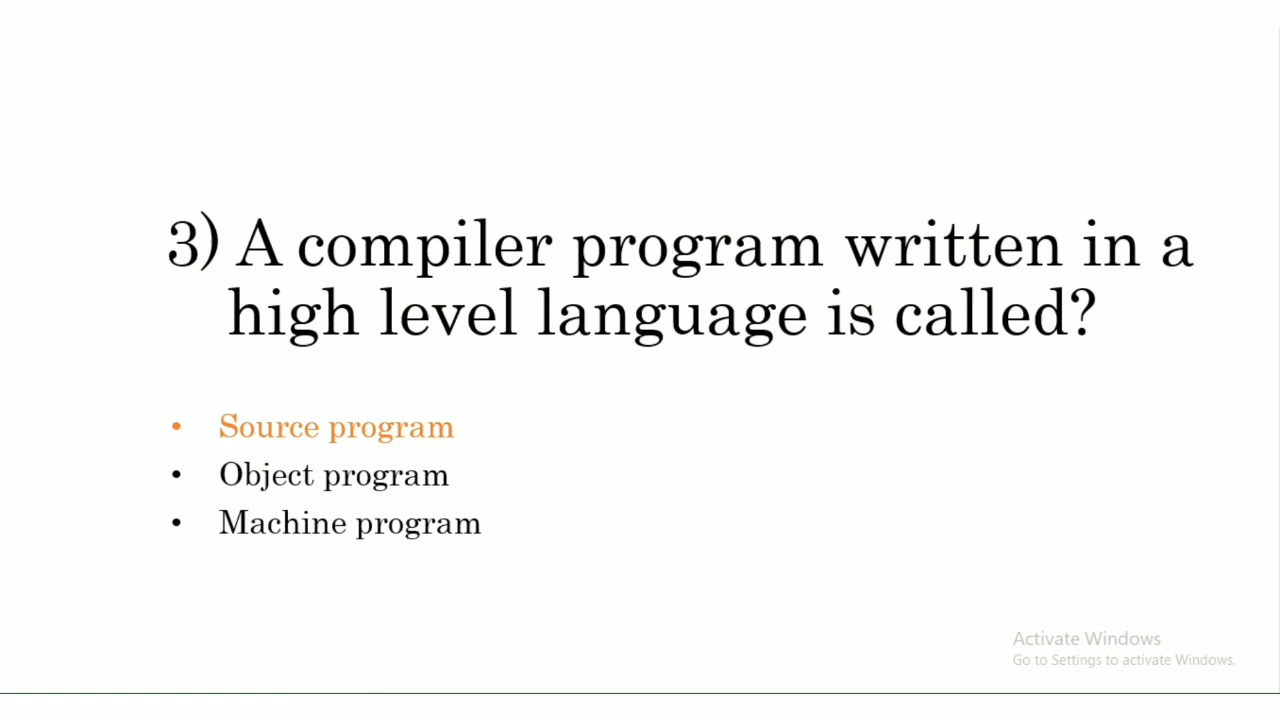 3) A compiler program written in a
high level language is called?
• Source program
• Object program
• Machine program
Activate Windows
Go to Settings to activate Windows.